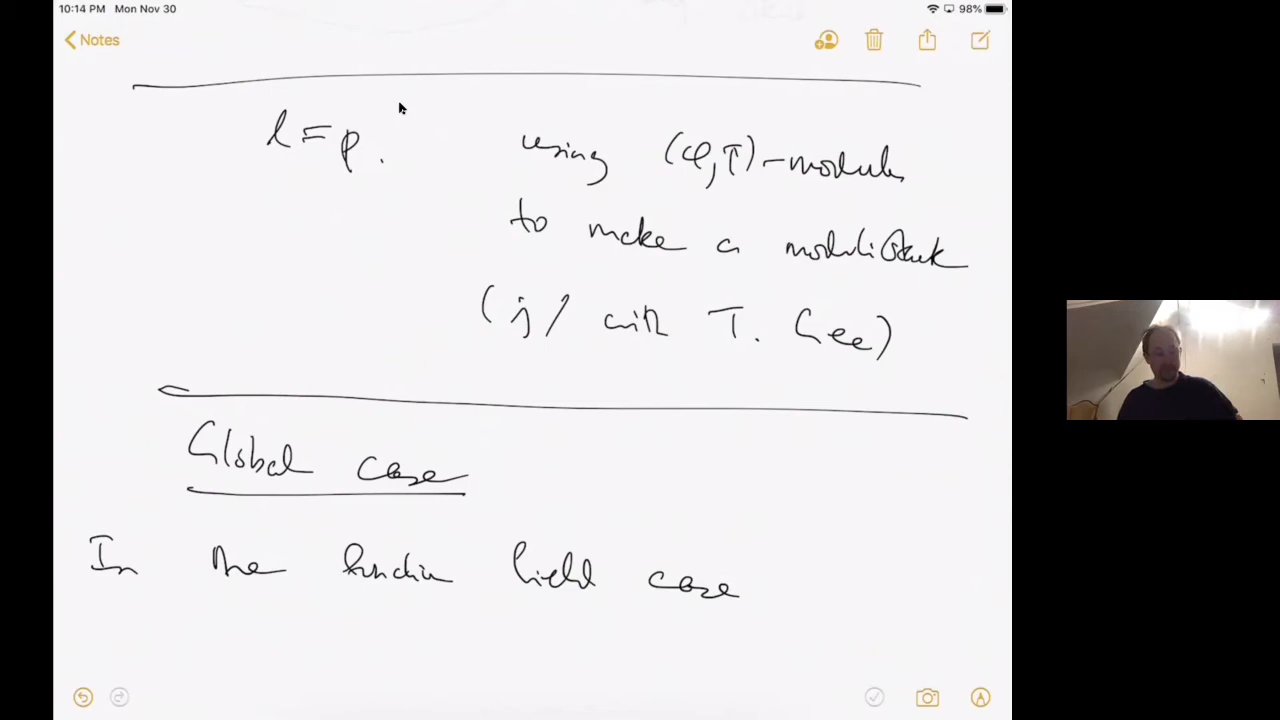 10:14 PM Mon Nov 30 98%
Notes
l = p. using (φ,Γ)-modules
to make a moduli stack
(j/ with T. Gee)
Global case
In the function field case